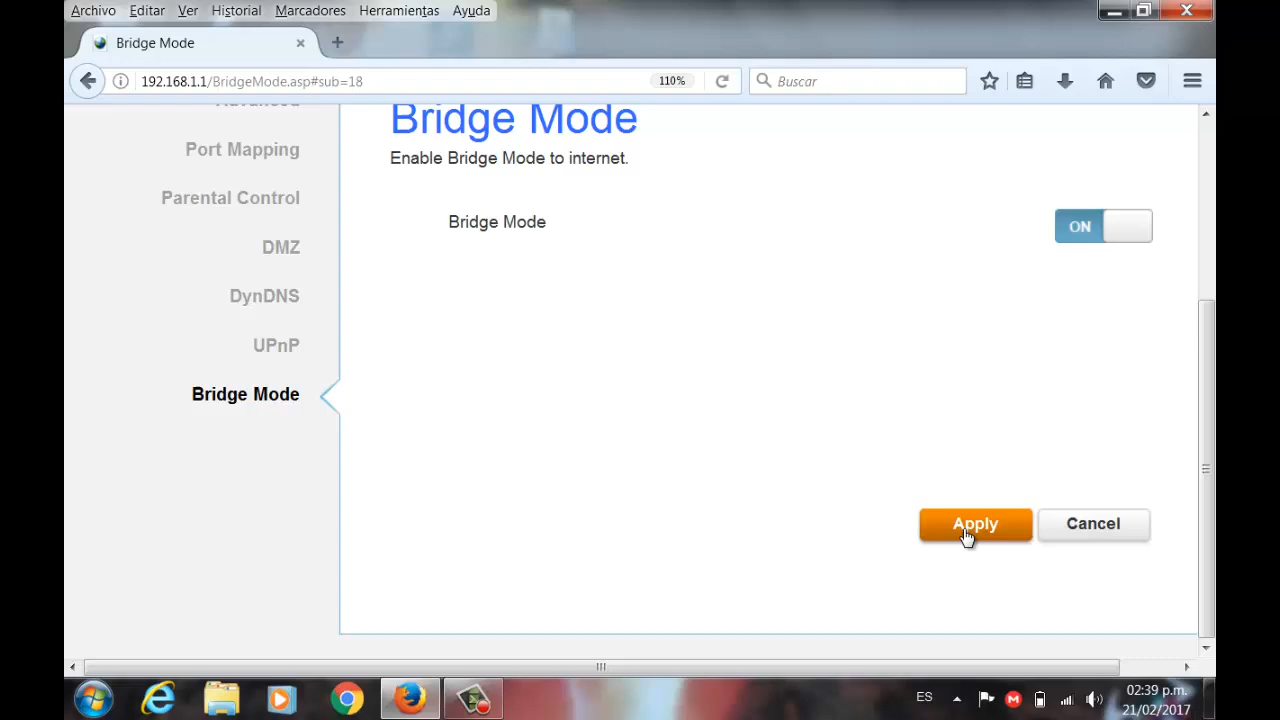 Archivo Editar Ver Historial Marcadores Herramientas Ayuda
Bridge Mode
192.168.1.1/BridgeMode.asp#sub=18 110% Buscar
Advanced
Port Mapping
Parental Control
DMZ
DynDNS
UPnP
Bridge Mode
Bridge Mode
Enable Bridge Mode to internet.
Bridge Mode ON
Apply Cancel
ES 02:39 p.m.
21/02/2017